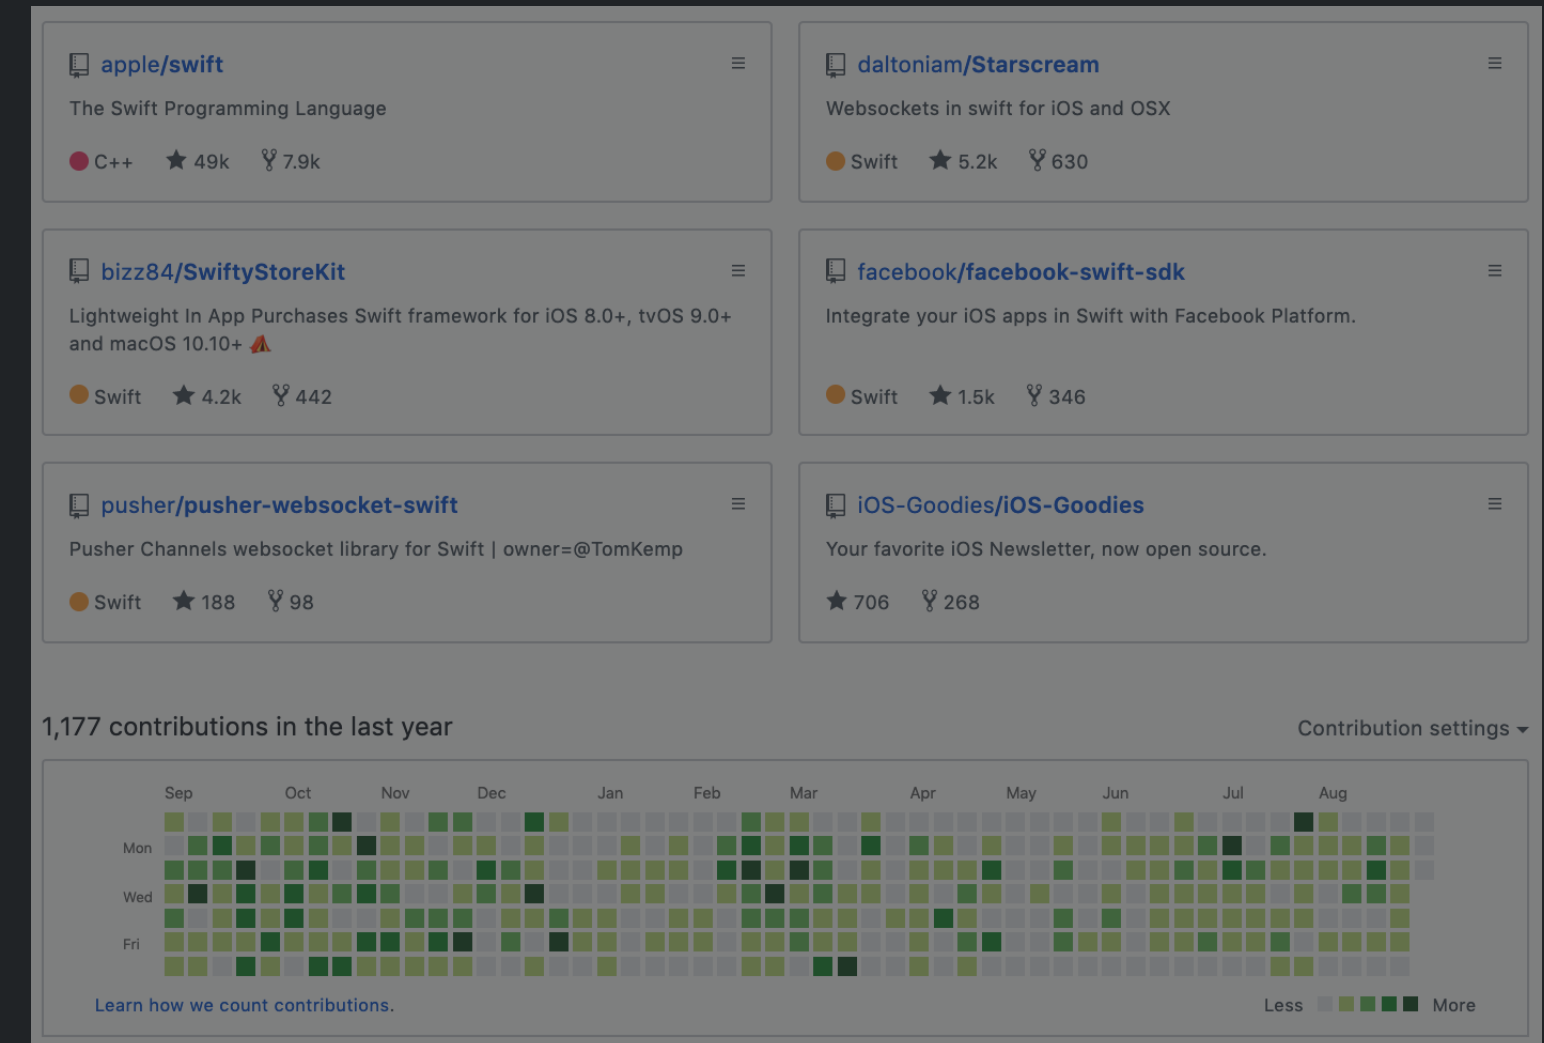 apple/swift
The Swift Programming Language
C++ 49k 7.9k
daltoniam/Starscream
Websockets in swift for iOS and OSX
Swift 5.2k 630
bizz84/SwiftyStoreKit
Lightweight In App Purchases Swift framework for iOS 8.0+, tvOS 9.0+
and macOS 10.10+
Swift 4.2k 442
facebook/facebook-swift-sdk
Integrate your iOS apps in Swift with Facebook Platform.
Swift 1.5k 346
pusher/pusher-websocket-swift
Pusher Channels websocket library for Swift | owner=@TomKemp
Swift 188 98
iOS-Goodies/iOS-Goodies
Your favorite iOS Newsletter, now open source.
706 268
1,177 contributions in the last year
Contribution settings
Sep Oct Nov Dec Jan Feb Mar Apr May Jun Jul Aug
Mon
Wed
Fri
Learn how we count contributions.
Less More